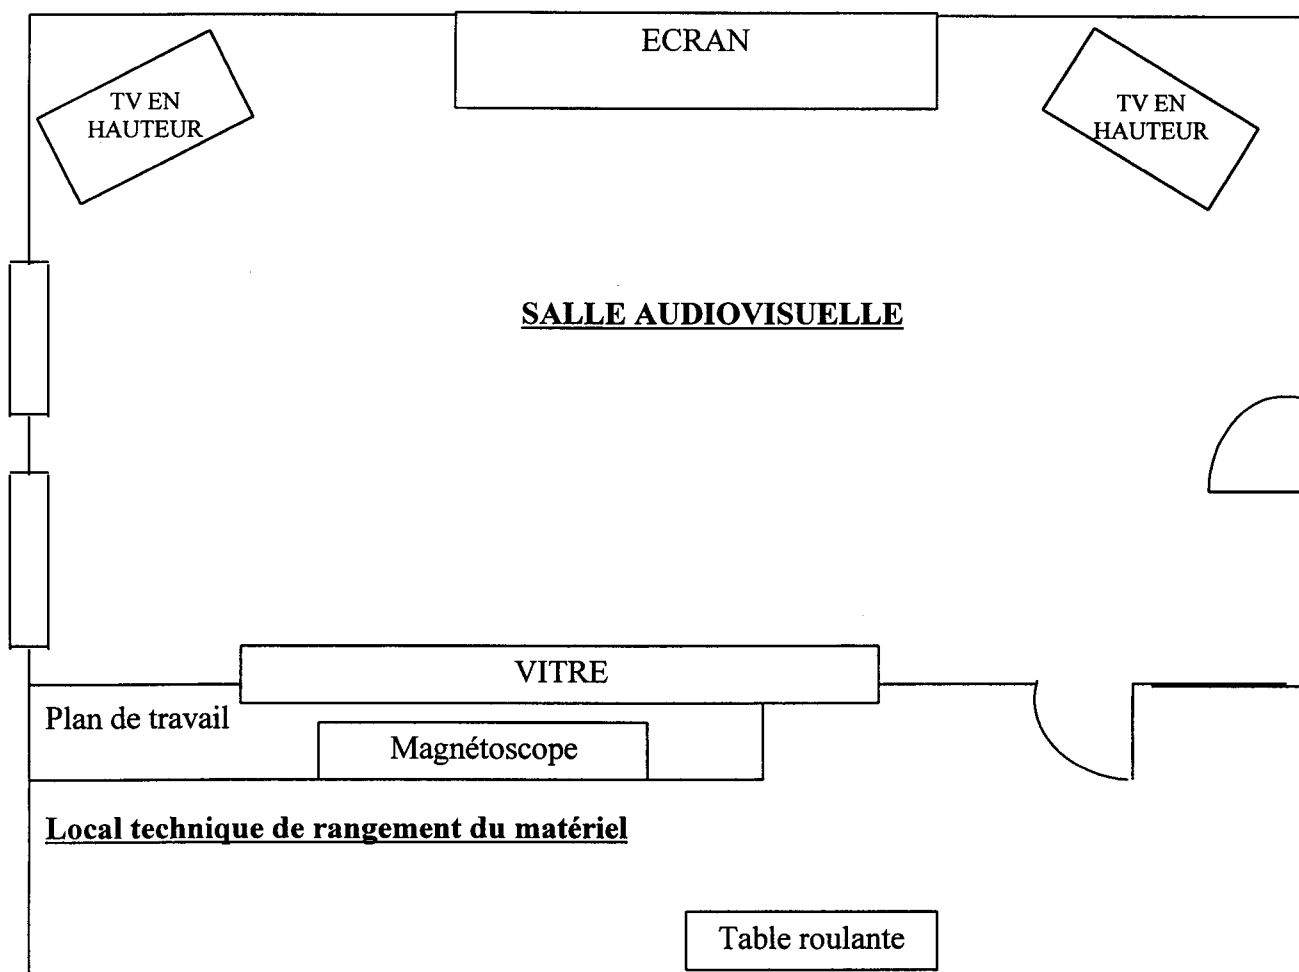 ECRAN
TV EN
HAUTEUR
TV EN
HAUTEUR
SALLE AUDIOVISUELLE
VITRE
Plan de travail
Magnétoscope
Local technique de rangement du matériel
Table roulante